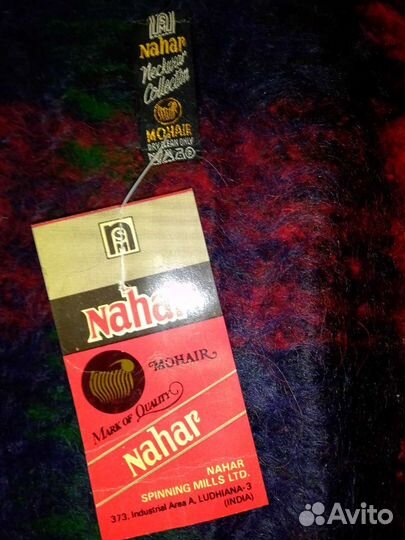 Nahar
Neckwear
Collection
MOHAIR
DRY CLEAN ONLY
N
S
M
Nahar
MOHAIR
MARK OF QUALITY
Nahar
NAHAR
SPINNING MILLS LTD.
373, Industrial Area A, LUDHIANA-3
(INDIA)
Avito